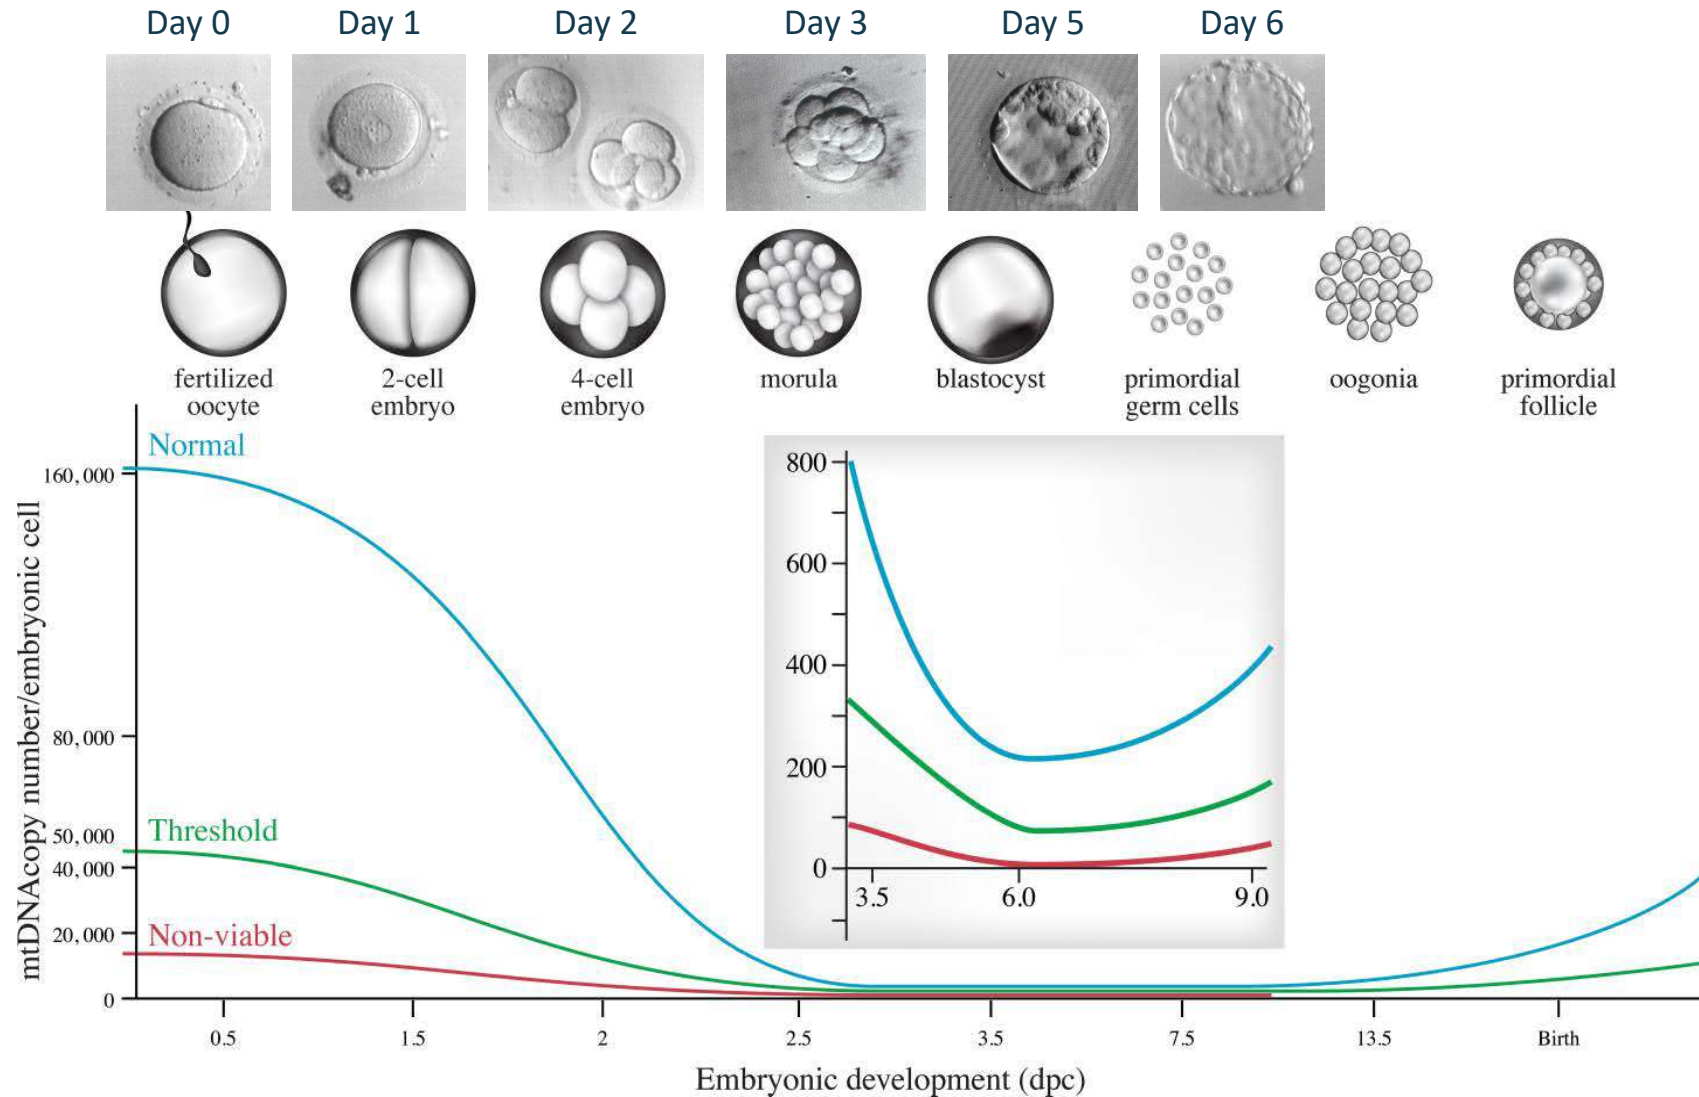 Day 0
Day 1
Day 2
Day 3
Day 5
Day 6
fertilized
oocyte
2-cell
embryo
4-cell
embryo
morula
blastocyst
primordial
germ cells
oogonia
primordial
follicle
mtDNAcopy number/embryonic cell
160,000
80,000
50,000
40,000
20,000
0
Normal
Threshold
Non-viable
800
600
400
200
0
3.5
6.0
9.0
0.5
1.5
2
2.5
3.5
7.5
13.5
Birth
Embryonic development (dpc)